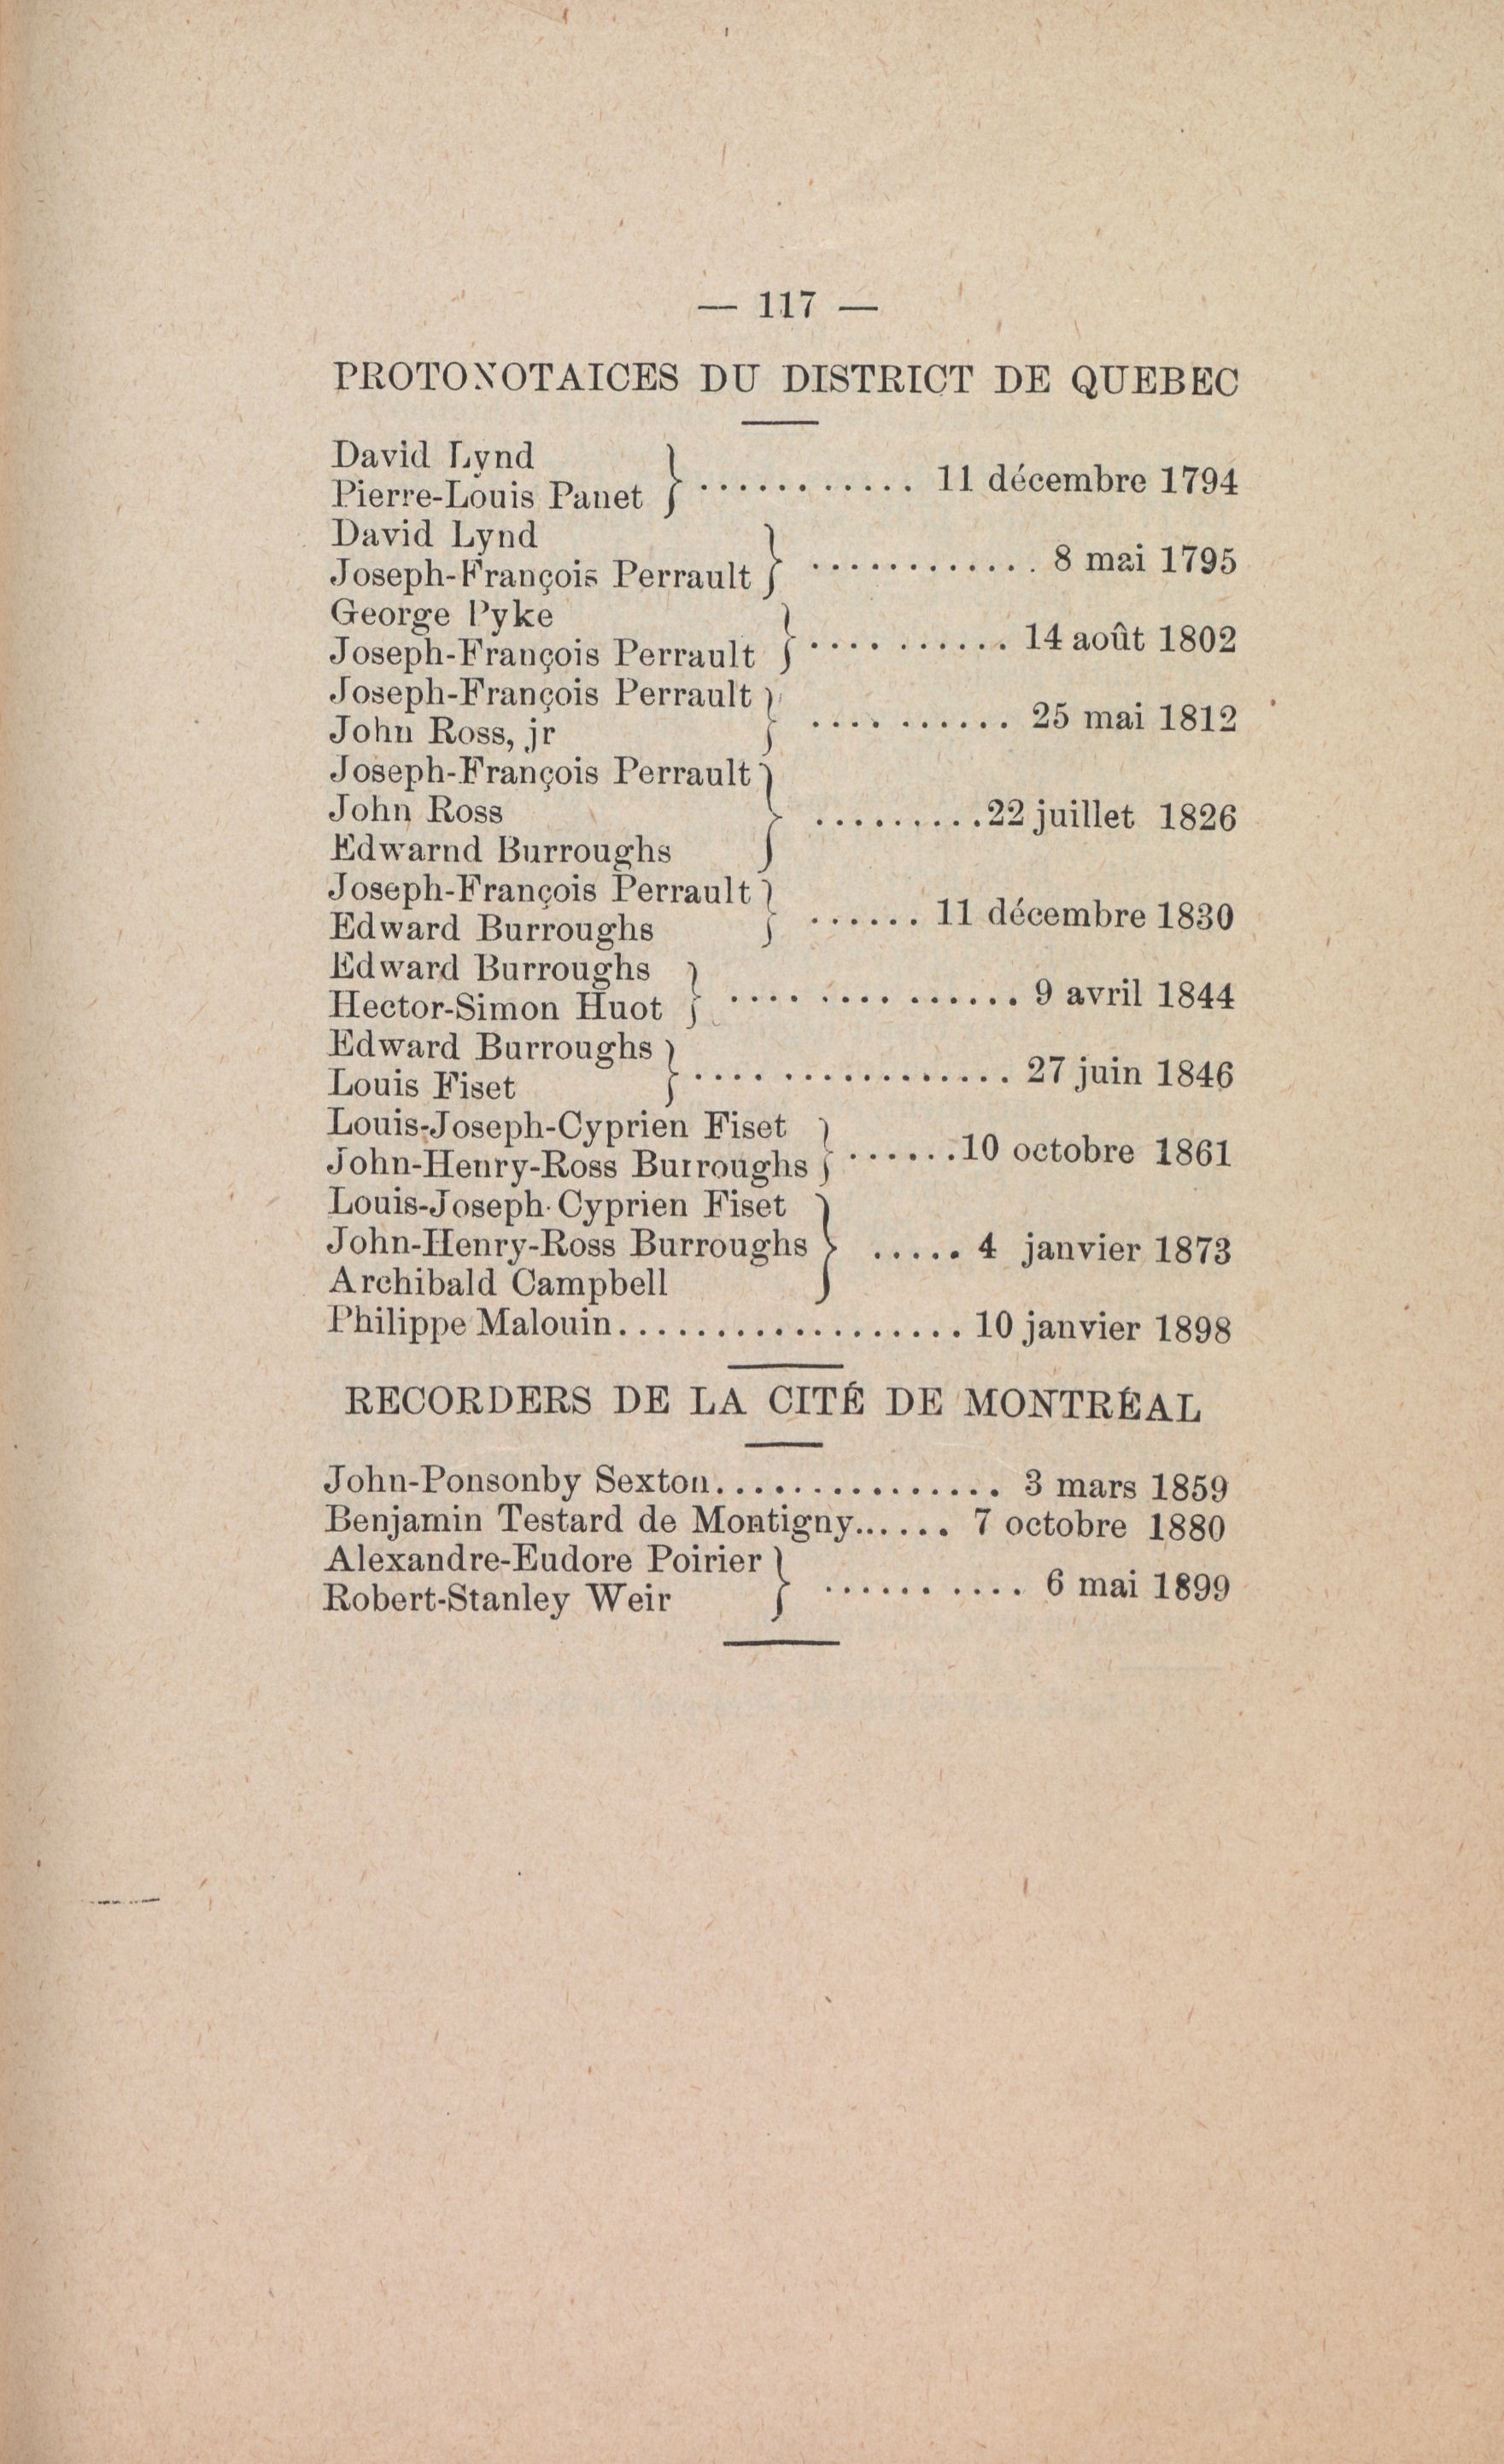 — 117 —
PROTONOTAICES DU DISTRICT DE QUEBEC
David Lynd
Pierre-Louis Panet } ........... 11 décembre 1794
David Lynd
Joseph-François Perrault } ............ 8 mai 1795
George Pyke
Joseph-François Perrault } .......... 14 août 1802
Joseph-François Perrault
John Ross, jr } .......... 25 mai 1812
Joseph-François Perrault
John Ross } .........22 juillet 1826
Edwarnd Burroughs
Joseph-François Perrault
Edward Burroughs } ...... 11 décembre 1830
Edward Burroughs
Hector-Simon Huot } .............. 9 avril 1844
Edward Burroughs
Louis Fiset } ................ 27 juin 1846
Louis-Joseph-Cyprien Fiset
John-Henry-Ross Burroughs } ......10 octobre 1861
Louis-Joseph-Cyprien Fiset
John-Henry-Ross Burroughs } ..... 4 janvier 1873
Archibald Campbell
Philippe Malouin.................. 10 janvier 1898
RECORDERS DE LA CITÉ DE MONTRÉAL
John-Ponsonby Sexton............... 3 mars 1859
Benjamin Testard de Montigny...... 7 octobre 1880
Alexandre-Eudore Poirier
Robert-Stanley Weir } .......... 6 mai 1899